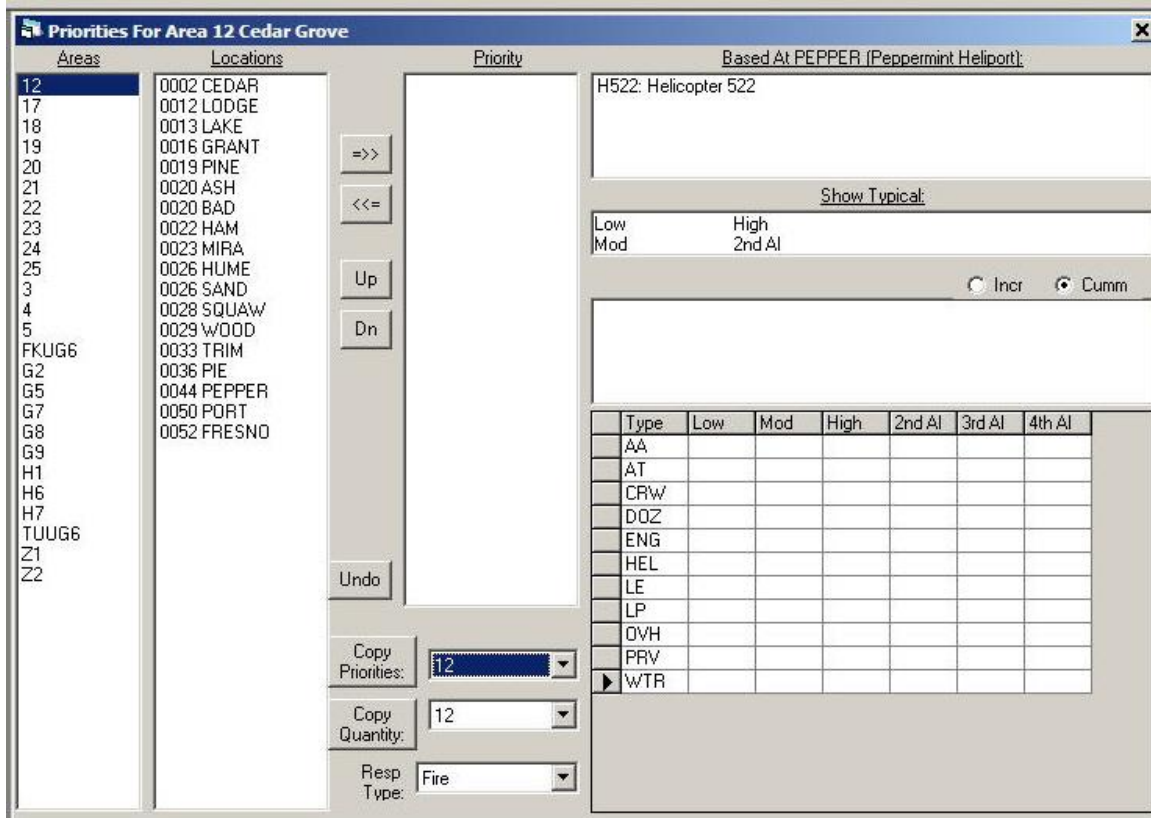 Priorities For Area 12 Cedar Grove
Areas
12
17
18
19
20
21
22
23
24
25
3
4
5
FKUG6
G2
G5
G7
G8
G9
H1
H6
H7
TUUG6
Z1
Z2
Locations
0002 CEDAR
0012 LODGE
0013 LAKE
0016 GRANT
0019 PINE
0020 ASH
0020 BAD
0022 HAM
0023 MIRA
0026 HUME
0026 SAND
0028 SQUAW
0029 WOOD
0033 TRIM
0036 PIE
0044 PEPPER
0050 PORT
0052 FRESNO
=>>
<<=
Up
Dn
Undo
Priority
Copy
Priorities:
12
Copy
Quantity:
12
Resp
Type:
Fire
Based At PEPPER (Peppermint Heliport):
H522: Helicopter 522
Show Typical:
Low High
Mod 2nd Al
Incr Cumm
Type Low Mod High 2nd Al 3rd Al 4th Al
AA
AT
CRW
DOZ
ENG
HEL
LE
LP
OVH
PRV
WTR